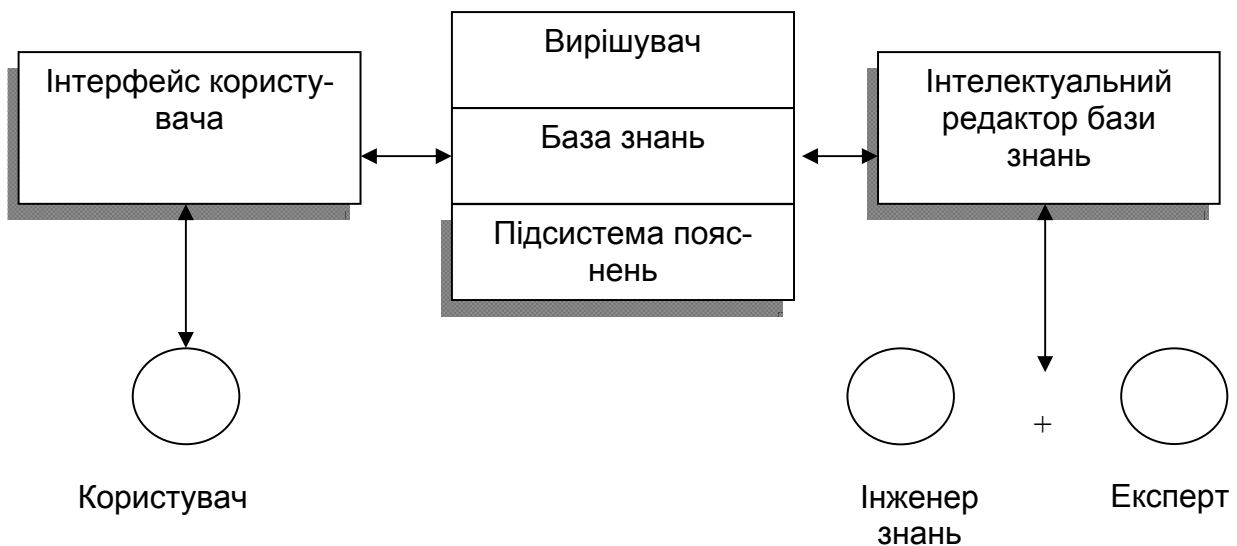 Інтерфейс користу-
вача
Вирішувач
База знань
Підсистема пояс-
нень
Інтелектуальний
редактор бази
знань
Користувач
+
Інженер
знань
Експерт